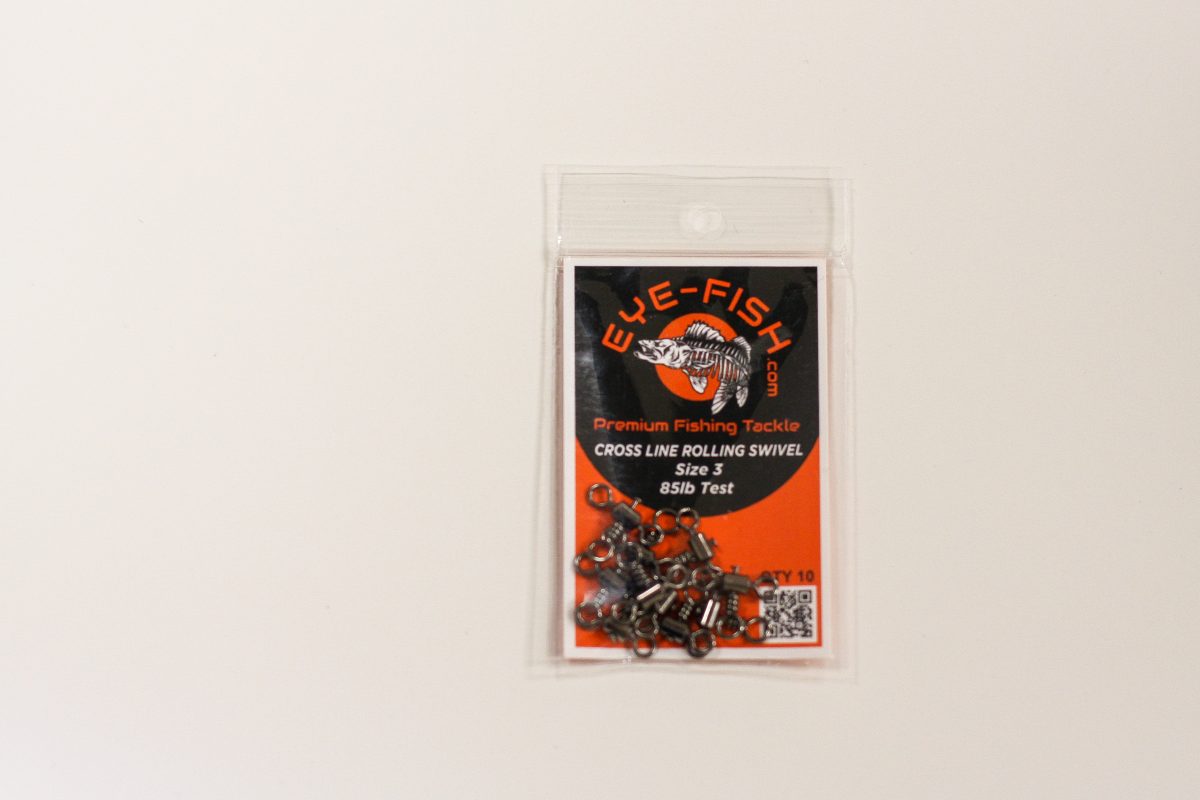 EYE-FISH
.com
Premium Fishing Tackle
CROSS LINE ROLLING SWIVEL
Size 3
85lb Test
QTY 10